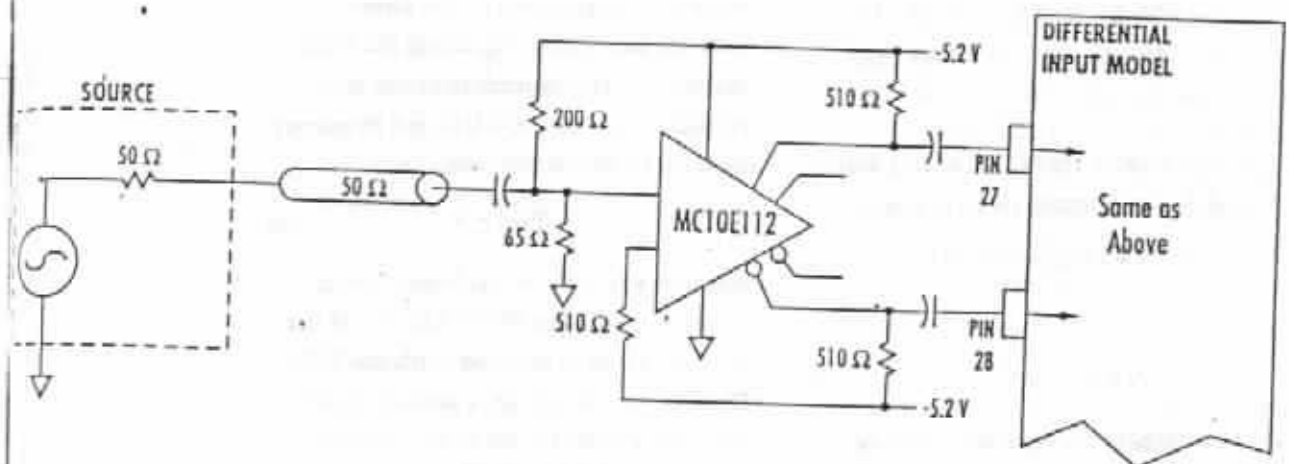 SOURCE
50 Ω
50 Ω
200 Ω
65 Ω
510 Ω
MC10E112
510 Ω
-5.2 V
510 Ω
-5.2 V
PIN
27
PIN
28
DIFFERENTIAL
INPUT MODEL
Same as
Above